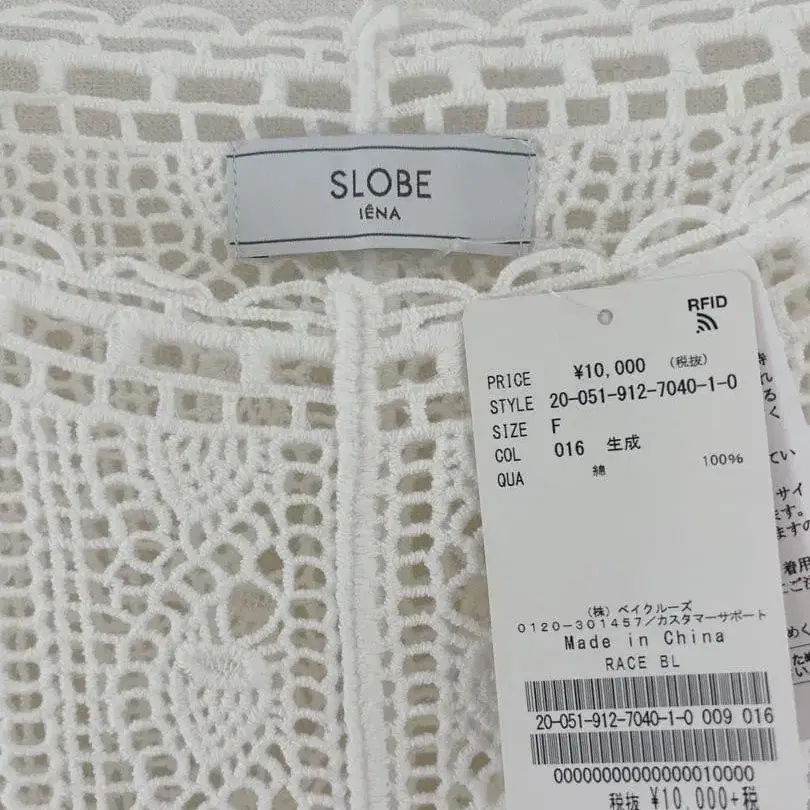 SLOBE
IÉNA
RFID
PRICE ¥10,000 (税抜)
STYLE 20-051-912-7040-1-0
SIZE F
COL 016 生成
QUA 綿 100%
(株) ベイクルーズ
0120-301457/カスタマーサポート
Made in China
RACE BL
20-051-912-7040-1-0 009 016
00000000000000010000
税抜 ¥10,000+税